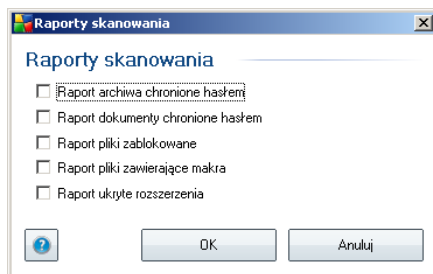 Raporty skanowania
Raporty skanowania
Raport archiwa chronione hasłem
Raport dokumenty chronione hasłem
Raport pliki zablokowane
Raport pliki zawierające makra
Raport ukryte rozszerzenia
? OK Anuluj